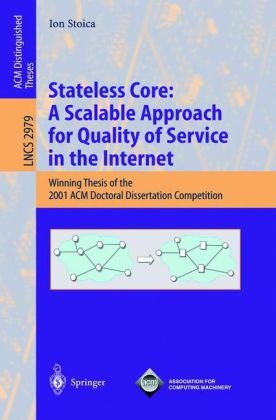 Ion Stoica
ACM Distinguished
Theses
LNCS 2979
Stateless Core:
A Scalable Approach
for Quality of Service
in the Internet
Winning Thesis of the
2001 ACM Doctoral Dissertation Competition
Springer
acm
ASSOCIATION FOR
COMPUTING MACHINERY